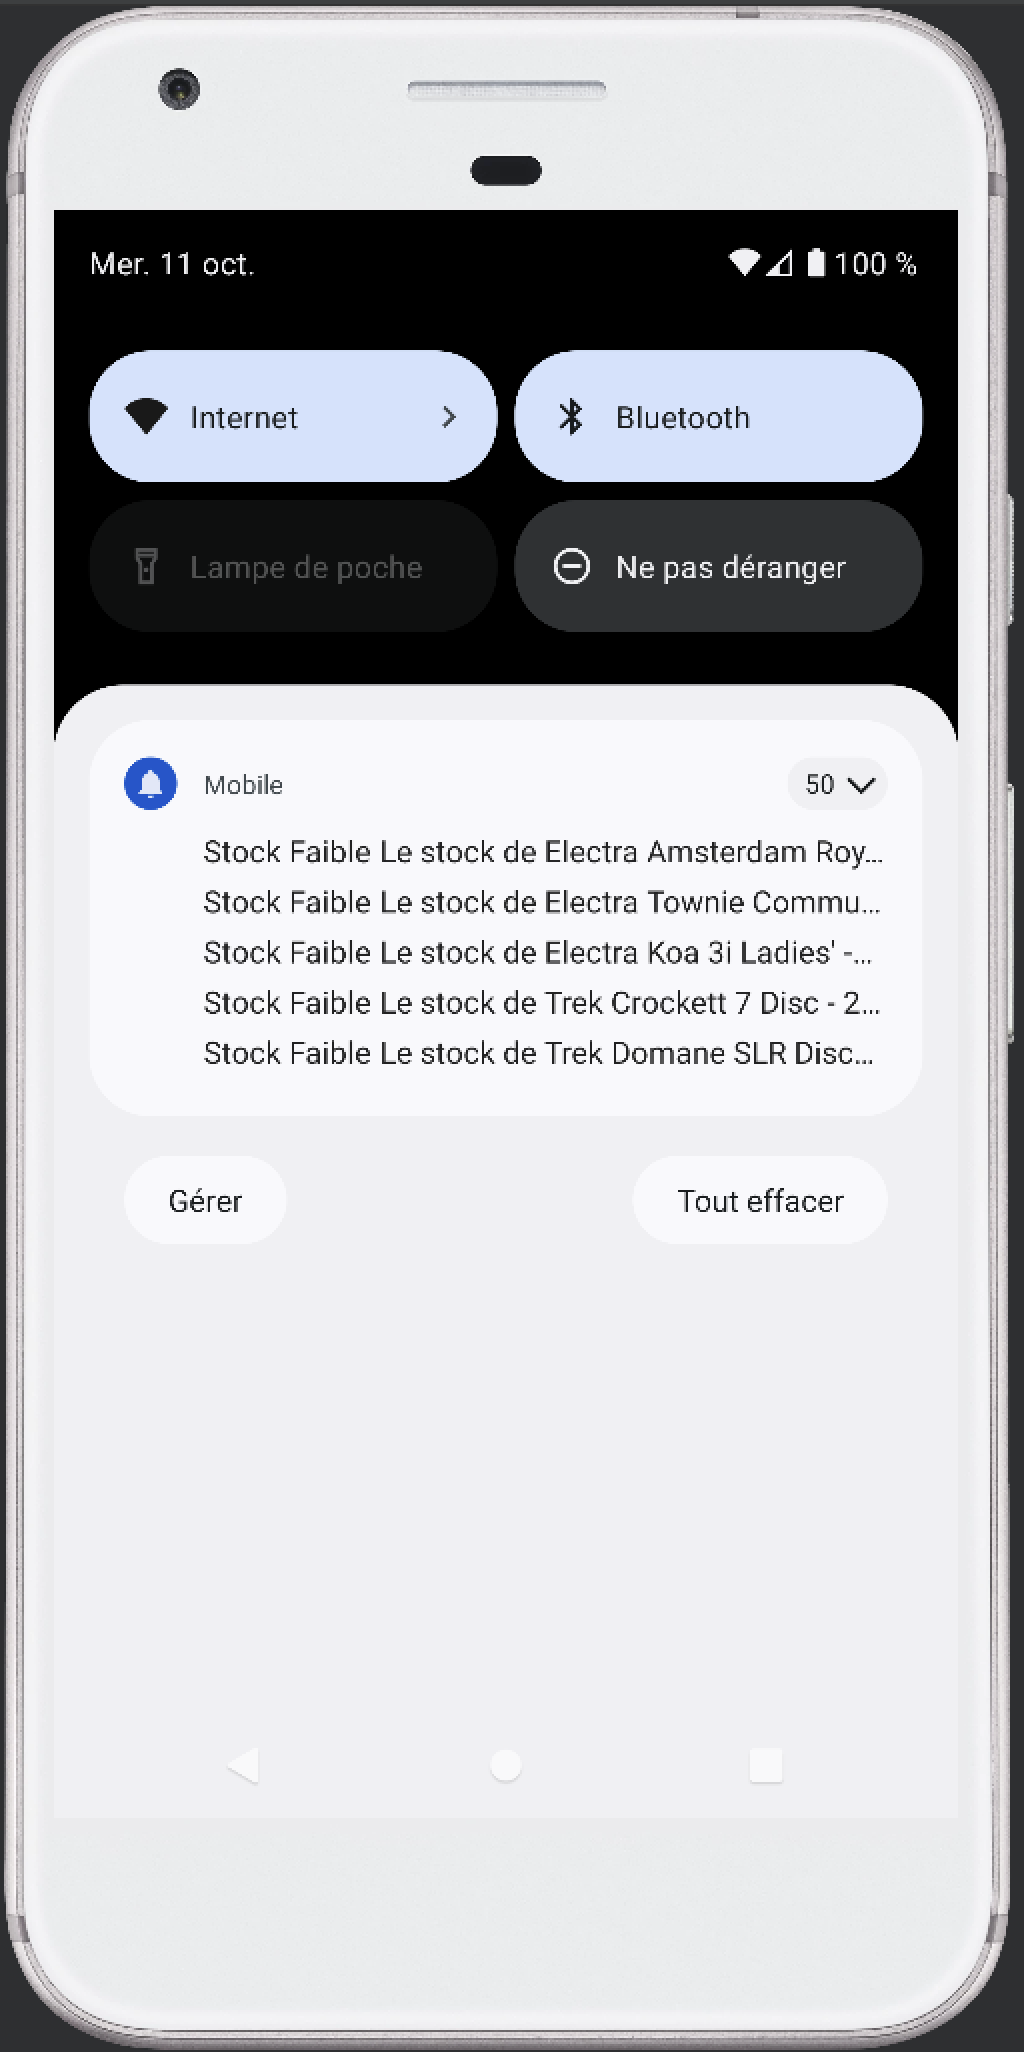 Mer. 11 oct.
100 %
Internet
Bluetooth
Lampe de poche
Ne pas déranger
Mobile
50
Stock Faible Le stock de Electra Amsterdam Roy...
Stock Faible Le stock de Electra Townie Commu...
Stock Faible Le stock de Electra Koa 3i Ladies' -...
Stock Faible Le stock de Trek Crockett 7 Disc - 2...
Stock Faible Le stock de Trek Domane SLR Disc...
Gérer
Tout effacer